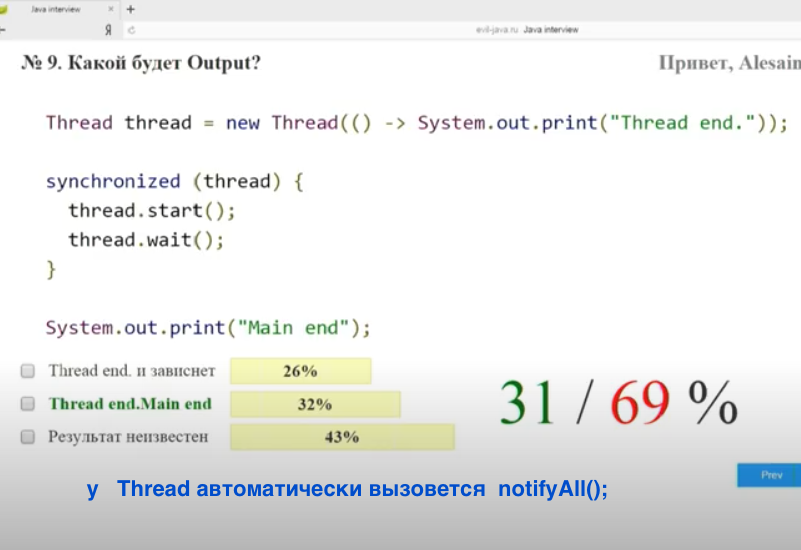 Java interview × +
Я evil-java.ru Java interview
№ 9. Какой будет Output? Привет, Alesain
Thread thread = new Thread(() -> System.out.print("Thread end."));
synchronized (thread) {
thread.start();
thread.wait();
}
System.out.print("Main end");
Thread end. и зависнет 26%
Thread end.Main end 32%
Результат неизвестен 43%
31 / 69 %
Prev
у Thread автоматически вызовется notifyAll();